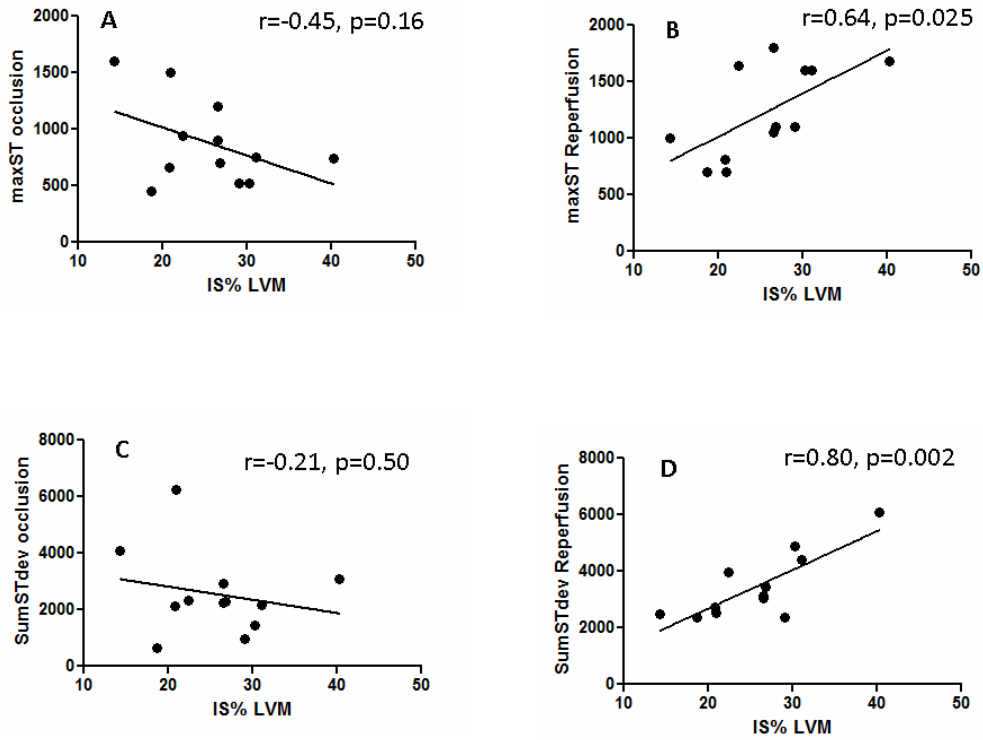 A
r=-0.45, p=0.16
maxST occlusion
2000
1500
1000
500
0
10 20 30 40 50
IS% LVM
B
r=0.64, p=0.025
maxST Reperfusion
2000
1500
1000
500
0
10 20 30 40 50
IS% LVM
C
r=-0.21, p=0.50
SumSTdev occlusion
8000
6000
4000
2000
0
10 20 30 40 50
IS% LVM
D
r=0.80, p=0.002
SumSTdev Reperfusion
8000
6000
4000
2000
0
10 20 30 40 50
IS% LVM